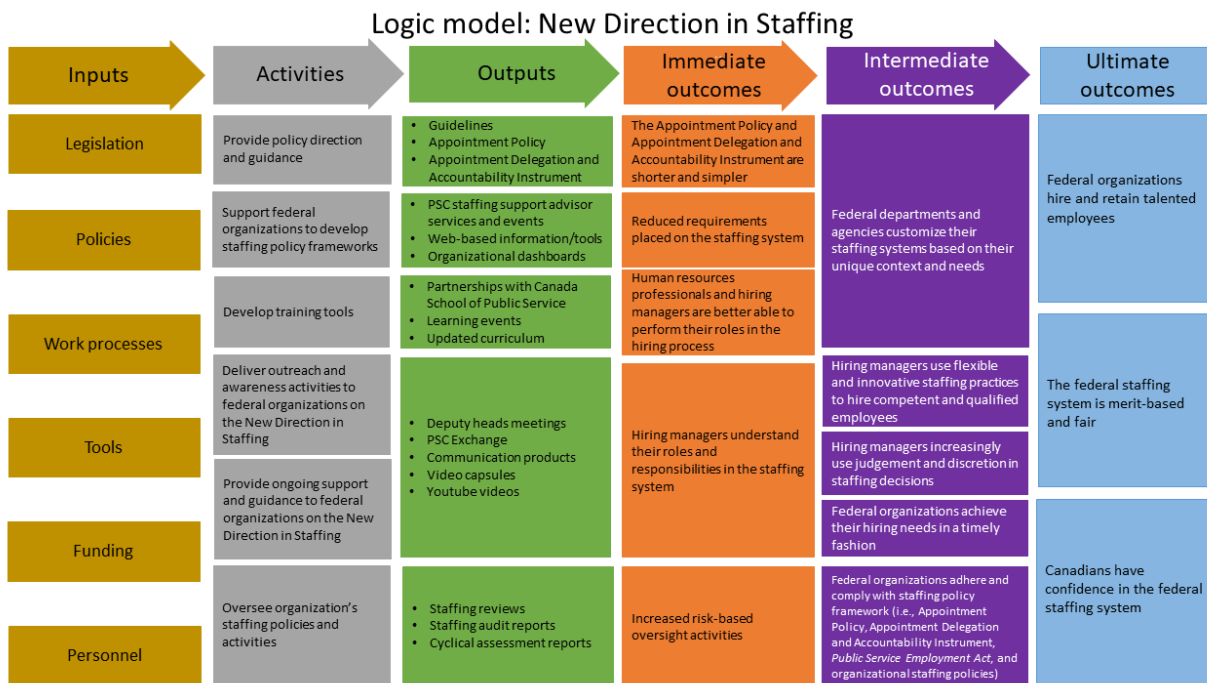 Logic model: New Direction in Staffing
Inputs
Activities
Outputs
Immediate
outcomes
Intermediate
outcomes
Ultimate
outcomes
Legislation
Policies
Work processes
Tools
Funding
Personnel
Provide policy direction
and guidance
Support federal
organizations to develop
staffing policy frameworks
Develop training tools
Deliver outreach and
awareness activities to
federal organizations on
the New Direction in
Staffing
Provide ongoing support
and guidance to federal
organizations on the New
Direction in Staffing
Oversee organization's
staffing policies and
activities
• Guidelines
• Appointment Policy
• Appointment Delegation and
Accountability Instrument
• PSC staffing support advisor
services and events
• Web-based information/tools
• Organizational dashboards
• Partnerships with Canada
School of Public Service
• Learning events
• Updated curriculum
• Deputy heads meetings
• PSC Exchange
• Communication products
• Video capsules
• Youtube videos
• Staffing reviews
• Staffing audit reports
• Cyclical assessment reports
The Appointment Policy and
Appointment Delegation and
Accountability Instrument are
shorter and simpler
Reduced requirements
placed on the staffing system
Human resources
professionals and hiring
managers are better able to
perform their roles in the
hiring process
Hiring managers understand
their roles and
responsibilities in the staffing
system
Increased risk-based
oversight activities
Federal departments and
agencies customize their
staffing systems based on their
unique context and needs
Hiring managers use flexible
and innovative staffing practices
to hire competent and qualified
employees
Hiring managers increasingly
use judgement and discretion in
staffing decisions
Federal organizations achieve
their hiring needs in a timely
fashion
Federal organizations adhere and
comply with staffing policy
framework (i.e., Appointment
Policy, Appointment Delegation
and Accountability Instrument,
Public Service Employment Act, and
organizational staffing policies)
Federal organizations
hire and retain talented
employees
The federal staffing
system is merit-based
and fair
Canadians have
confidence in the federal
staffing system